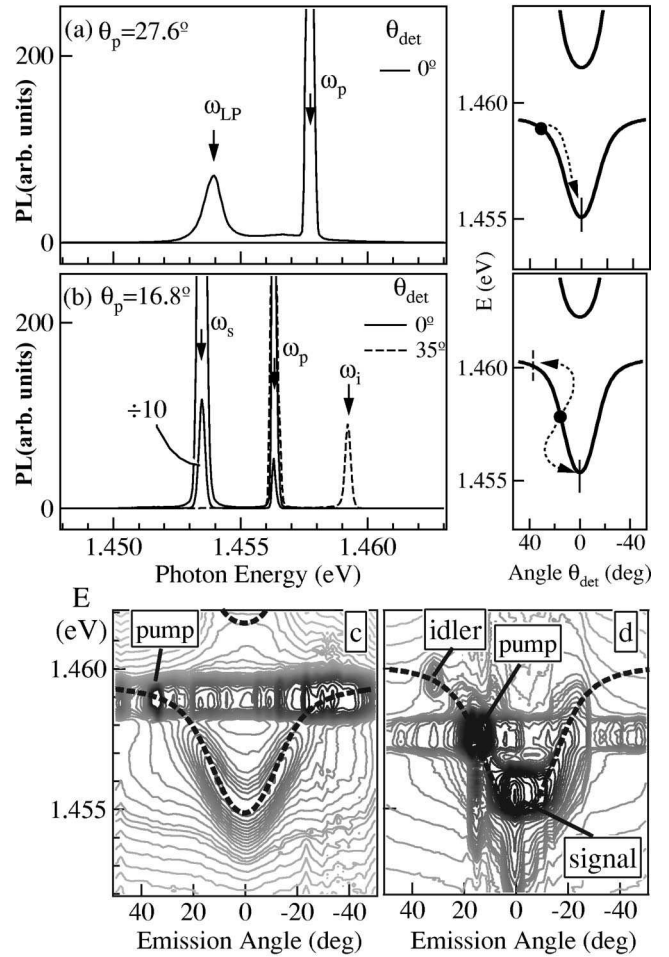 (a) θp=27.6º
θdet
0º
ωLP
ωp
PL(arb. units)
200
0
(b) θp=16.8º
θdet
0º
35º
ωs
ωp
ωi
÷10
PL(arb. units)
200
0
1.450
1.455
1.460
Photon Energy (eV)
1.460
1.455
E (eV)
1.460
1.455
40
0
-40
Angle θdet (deg)
E
(eV)
1.460
1.455
pump
c
40
20
0
-20
-40
Emission Angle (deg)
idler
pump
d
signal
40
20
0
-20
-40
Emission Angle (deg)